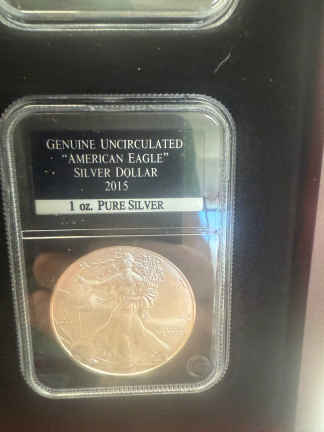 GENUINE UNCIRCULATED
"AMERICAN EAGLE"
SILVER DOLLAR
2015
1 oz. PURE SILVER